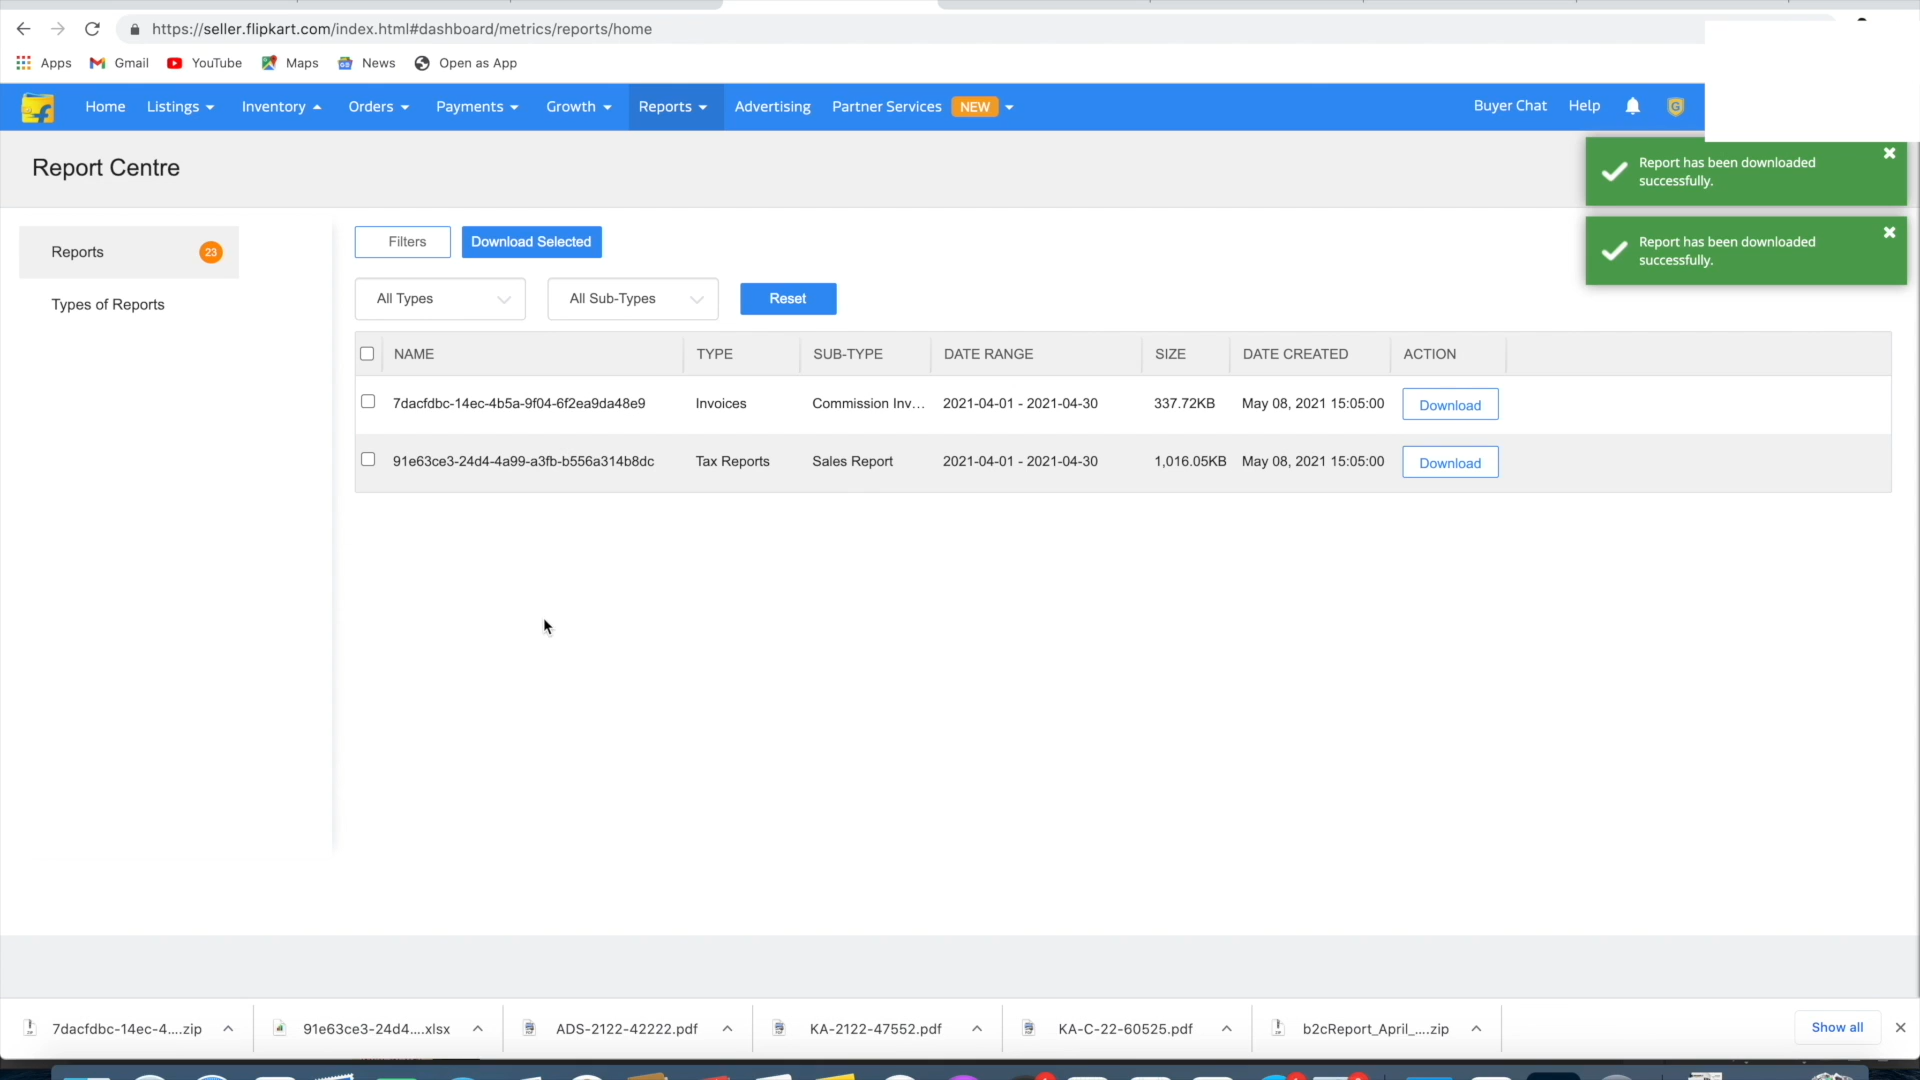 https://seller.flipkart.com/index.html#dashboard/metrics/reports/home
Apps Gmail YouTube Maps News Open as App
Home Listings Inventory Orders Payments Growth Reports Advertising Partner Services NEW Buyer Chat Help
Report Centre
Report has been downloaded
successfully.
Report has been downloaded
successfully.
Reports 23
Types of Reports
Filters Download Selected
All Types All Sub-Types Reset
NAME TYPE SUB-TYPE DATE RANGE SIZE DATE CREATED ACTION
7dacfdbc-14ec-4b5a-9f04-6f2ea9da48e9 Invoices Commission Inv... 2021-04-01 - 2021-04-30 337.72KB May 08, 2021 15:05:00 Download
91e63ce3-24d4-4a99-a3fb-b556a314b8dc Tax Reports Sales Report 2021-04-01 - 2021-04-30 1,016.05KB May 08, 2021 15:05:00 Download
7dacfdbc-14ec-4....zip 91e63ce3-24d4....xlsx ADS-2122-42222.pdf KA-2122-47552.pdf KA-C-22-60525.pdf b2cReport_April_....zip Show all